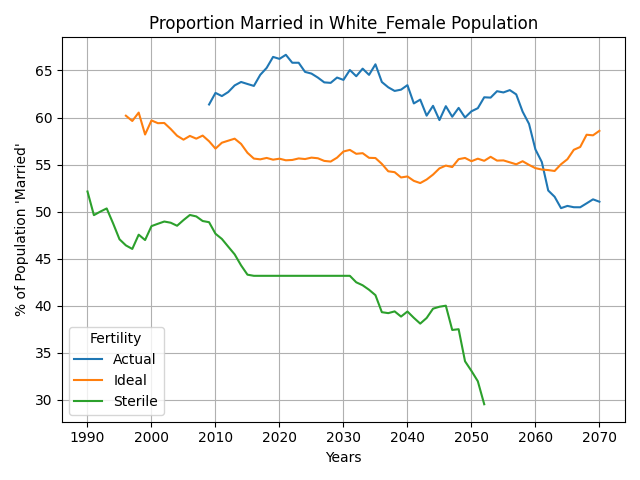 Proportion Married in White_Female Population
% of Population 'Married'
65
60
55
50
45
40
35
30
Fertility
Actual
Ideal
Sterile
1990 2000 2010 2020 2030 2040 2050 2060 2070
Years